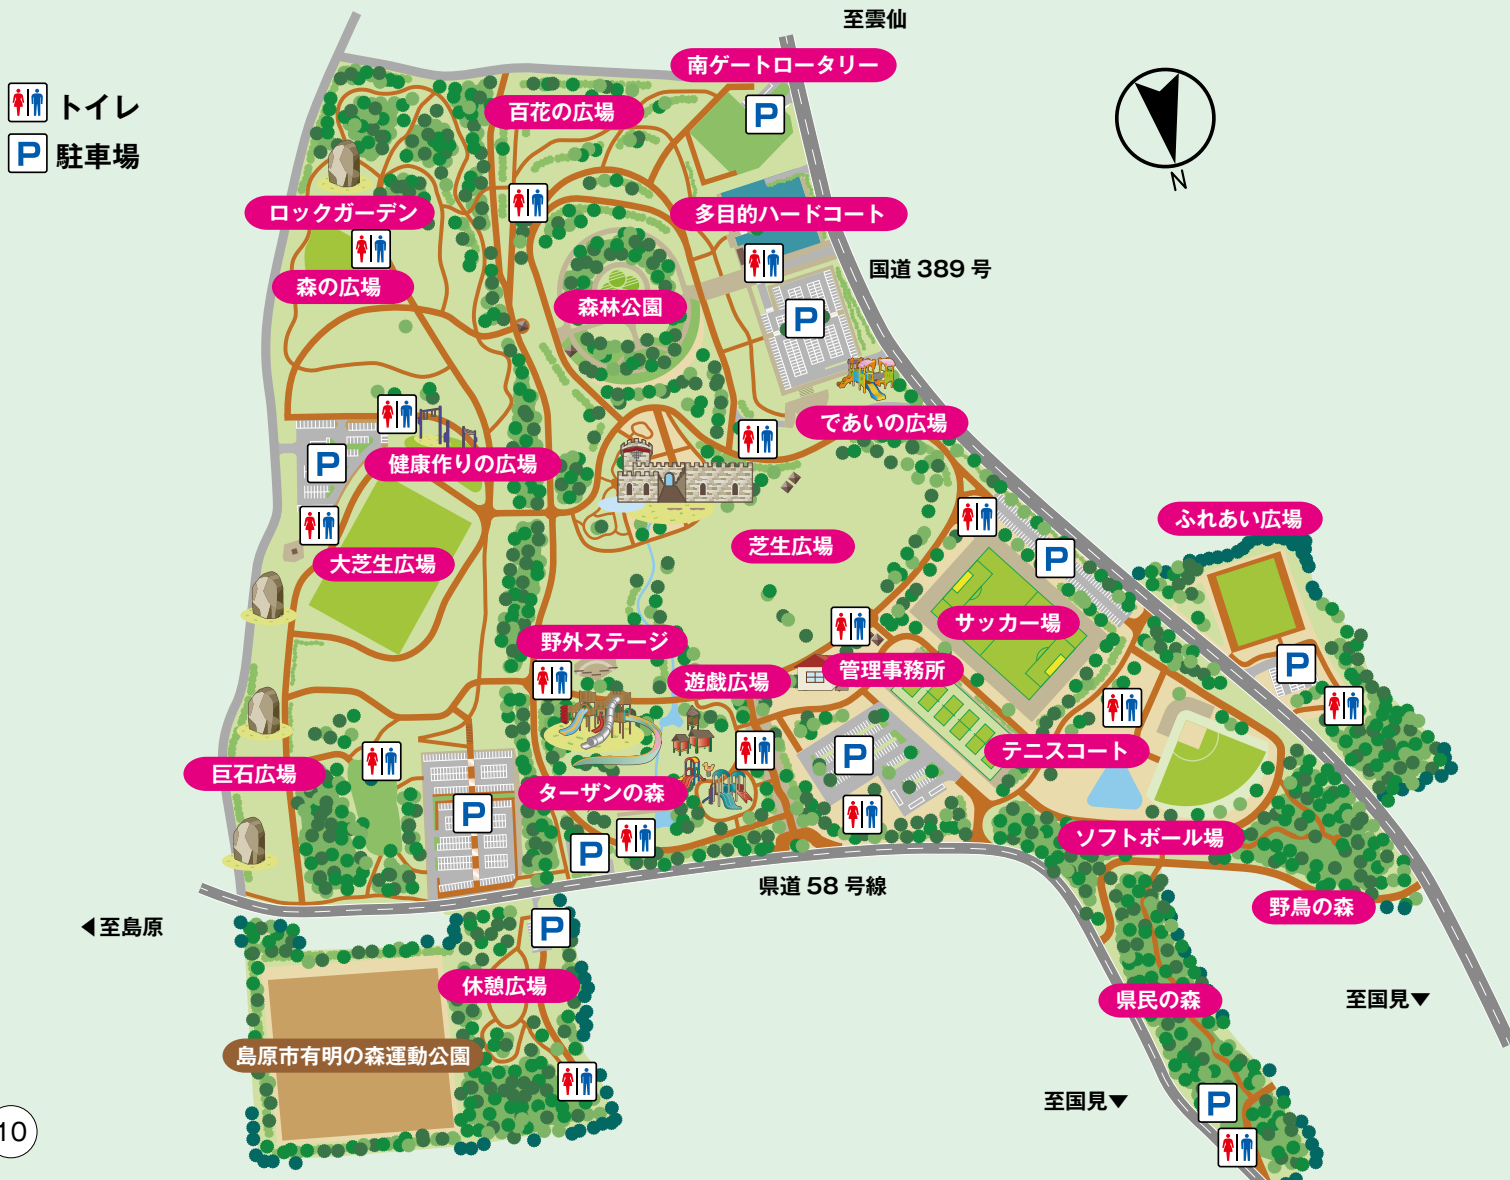 至雲仙
南ゲートロータリー
P
トイレ
P 駐車場
百花の広場
N
ロックガーデン
多目的ハードコート
国道 389 号
森の広場
森林公園
P
であいの広場
P
健康作りの広場
ふれあい広場
芝生広場
P
大芝生広場
サッカー場
野外ステージ
管理事務所
P
遊戯広場
テニスコート
P
巨石広場
ターザンの森
P
ソフトボール場
P
県道 58 号線
野鳥の森
◀至島原
P
休憩広場
県民の森
至国見▼
島原市有明の森運動公園
至国見▼
P
10